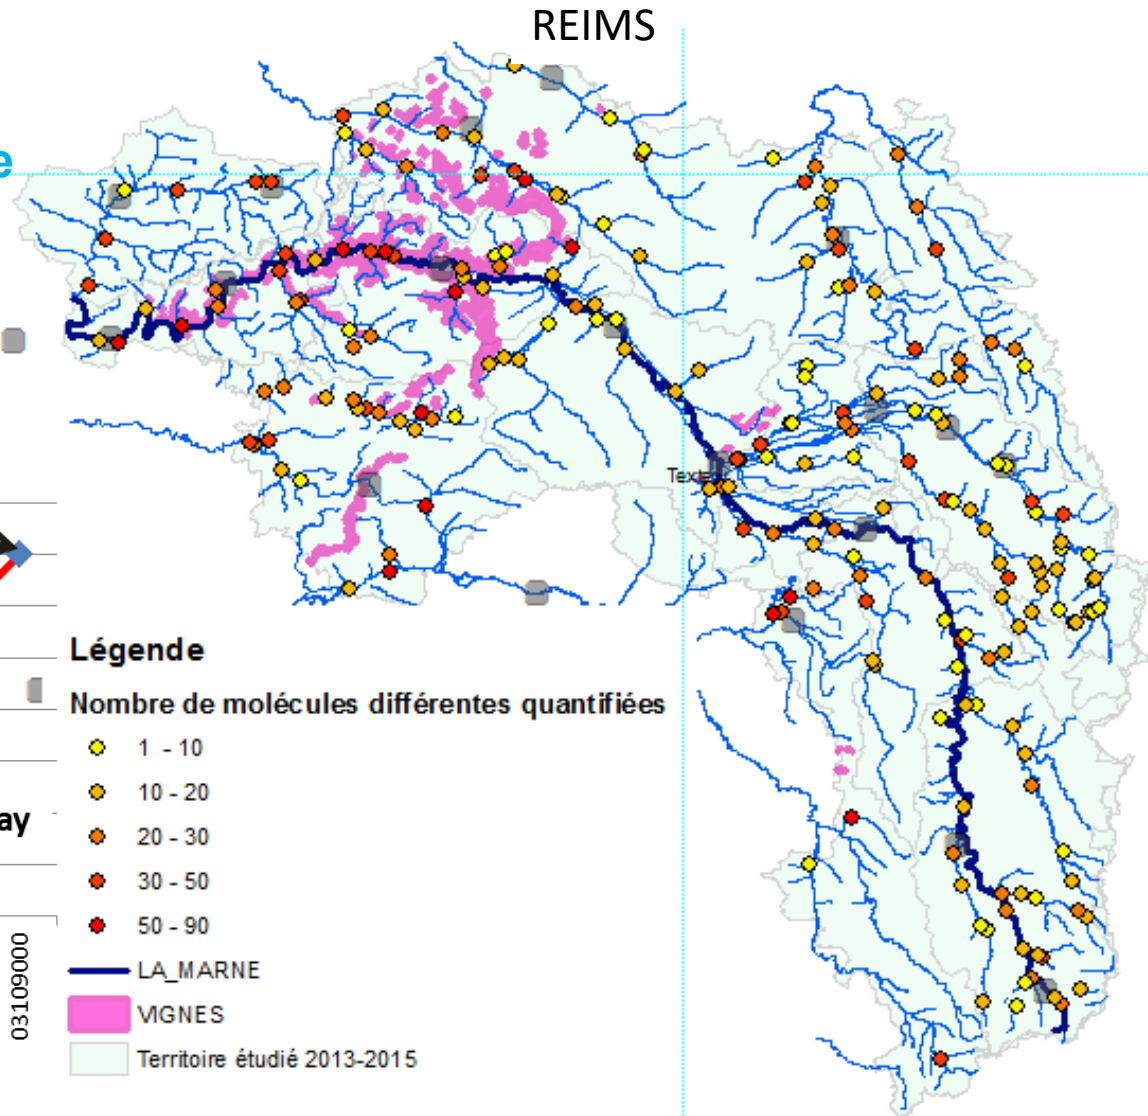 REIMS
e
Texte
Légende
Nombre de molécules différentes quantifiées
1 - 10
10 - 20
ay
20 - 30
30 - 50
50 - 90
LA_MARNE
03109000
VIGNES
Territoire étudié 2013-2015